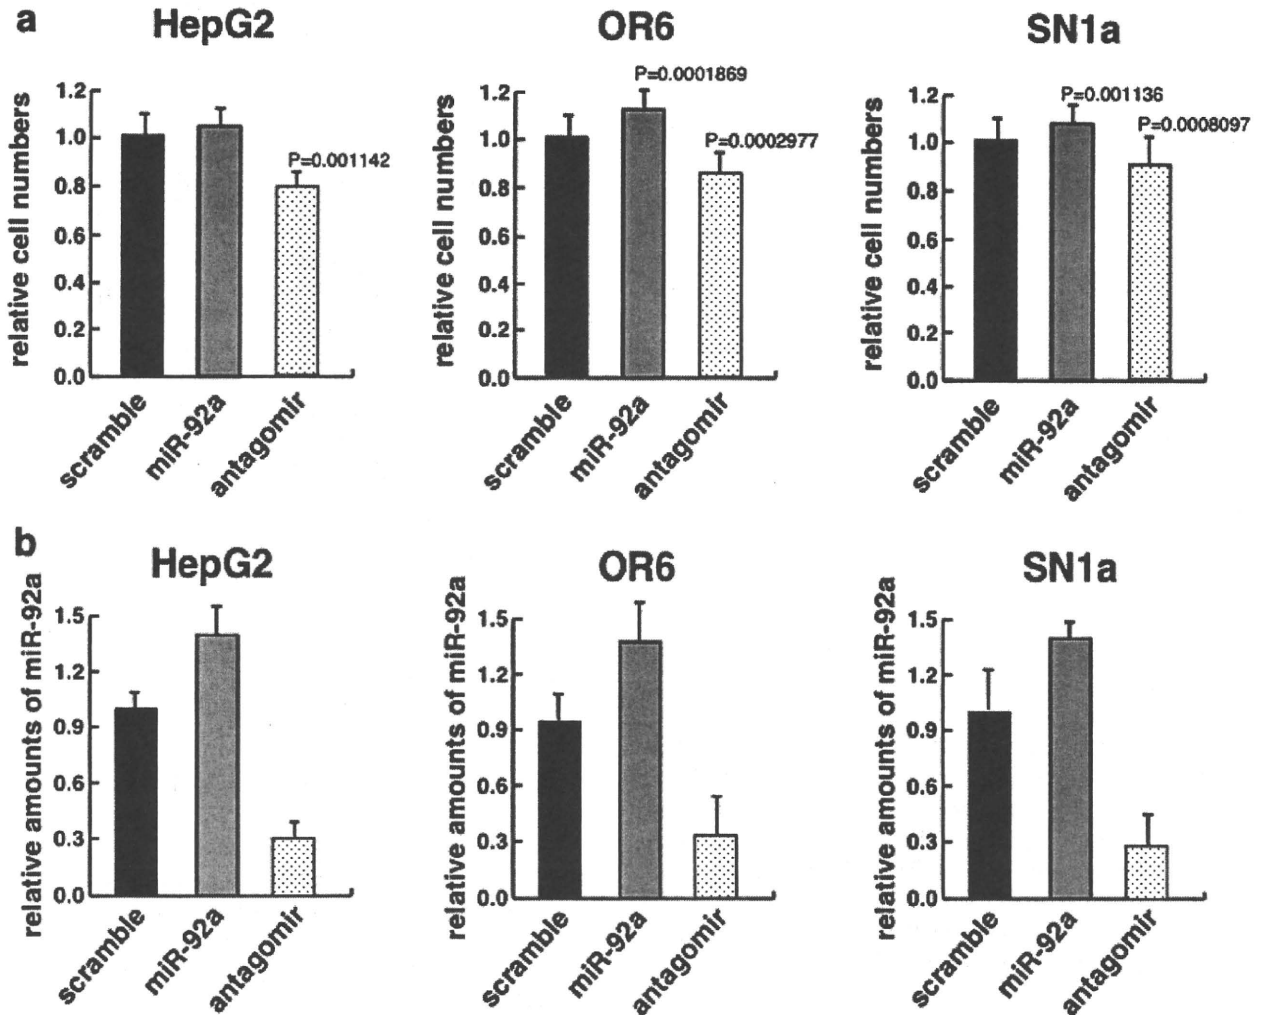 a
HepG2
relative cell numbers
1.2
1.0
0.8
0.6
0.4
0.2
0.0
P=0.001142
scramble
miR-92a
antagomir
OR6
relative cell numbers
1.2
1.0
0.8
0.6
0.4
0.2
0.0
P=0.0001869
P=0.0002977
scramble
miR-92a
antagomir
SN1a
relative cell numbers
1.2
1.0
0.8
0.6
0.4
0.2
0.0
P=0.001136
P=0.0008097
scramble
miR-92a
antagomir
b
HepG2
relative amounts of miR-92a
1.5
1.2
0.9
0.6
0.3
0.0
scramble
miR-92a
antagomir
OR6
relative amounts of miR-92a
1.5
1.2
0.9
0.6
0.3
0.0
scramble
miR-92a
antagomir
SN1a
relative amounts of miR-92a
1.5
1.2
0.9
0.6
0.3
0.0
scramble
miR-92a
antagomir